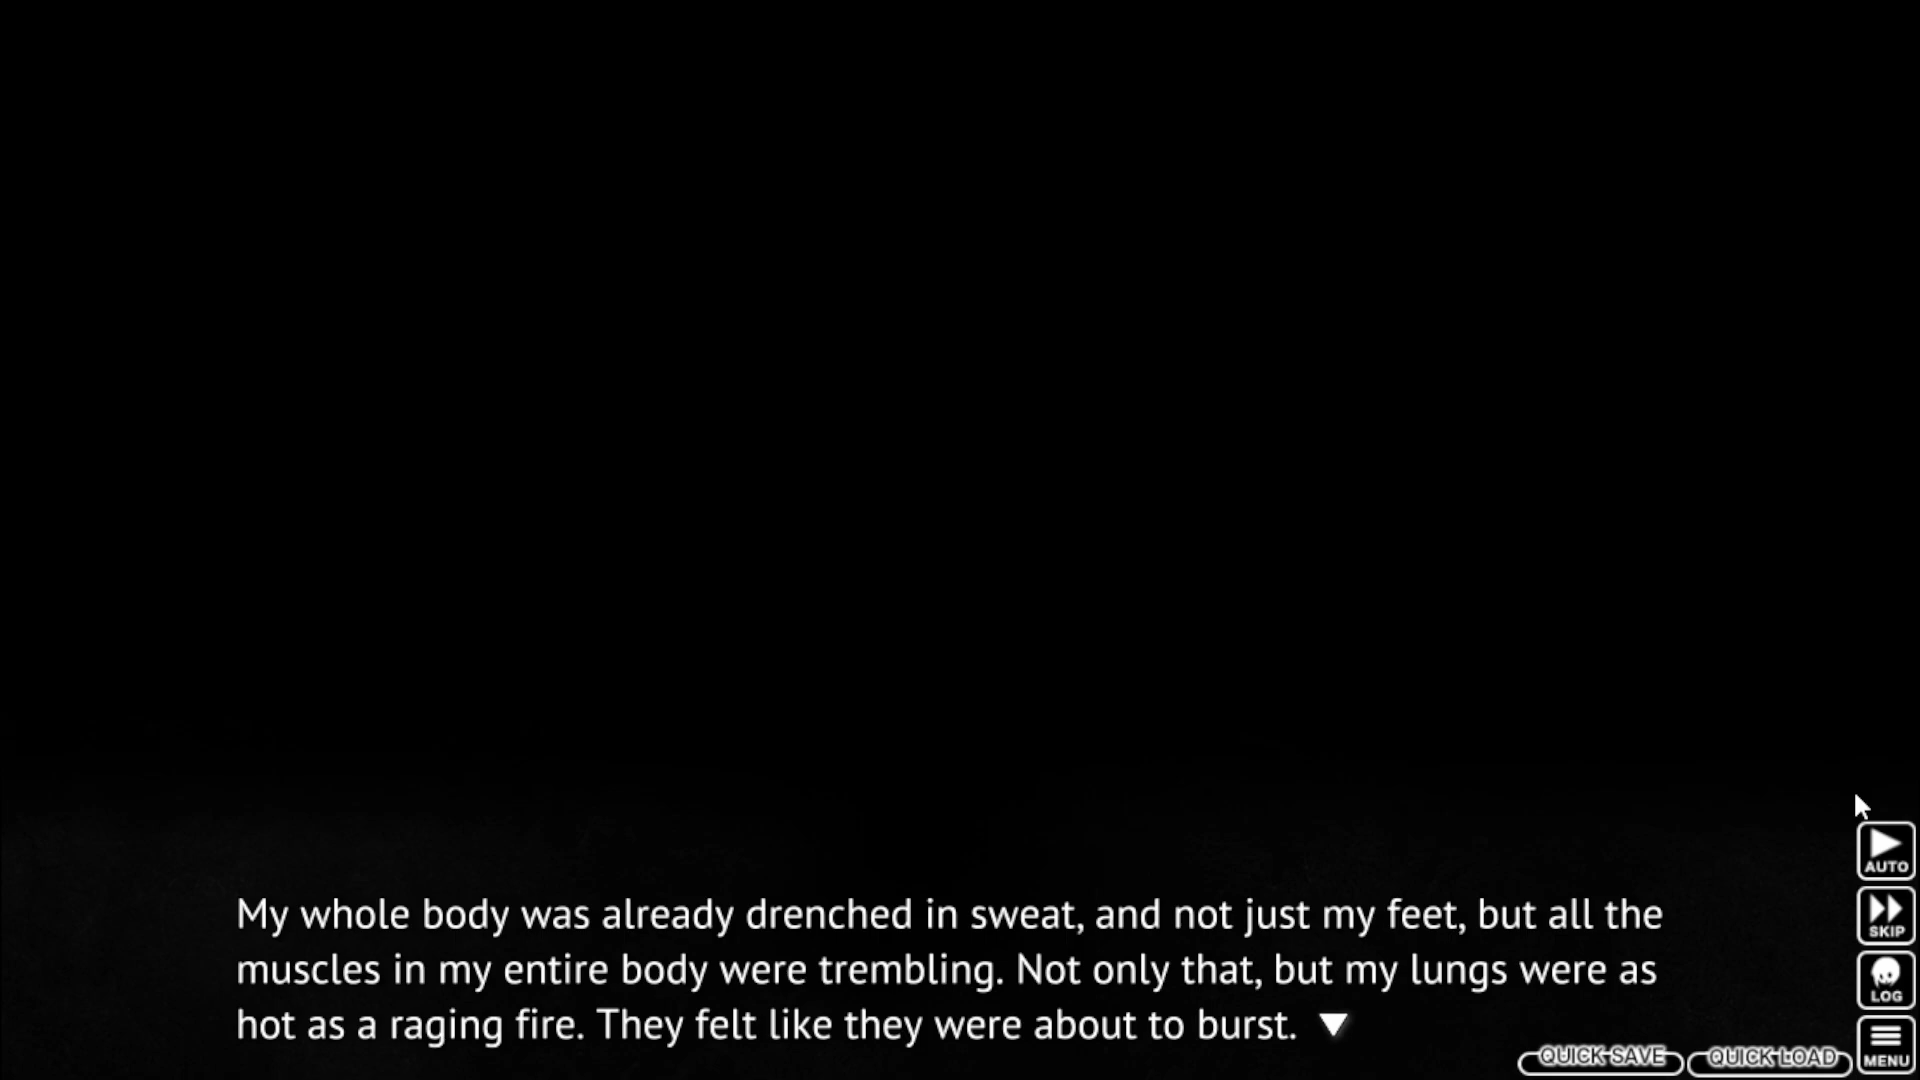 My whole body was already drenched in sweat, and not just my feet, but all the
muscles in my entire body were trembling. Not only that, but my lungs were as
hot as a raging fire. They felt like they were about to burst.
AUTO
SKIP
LOG
MENU
QUICK SAVE
QUICK LOAD